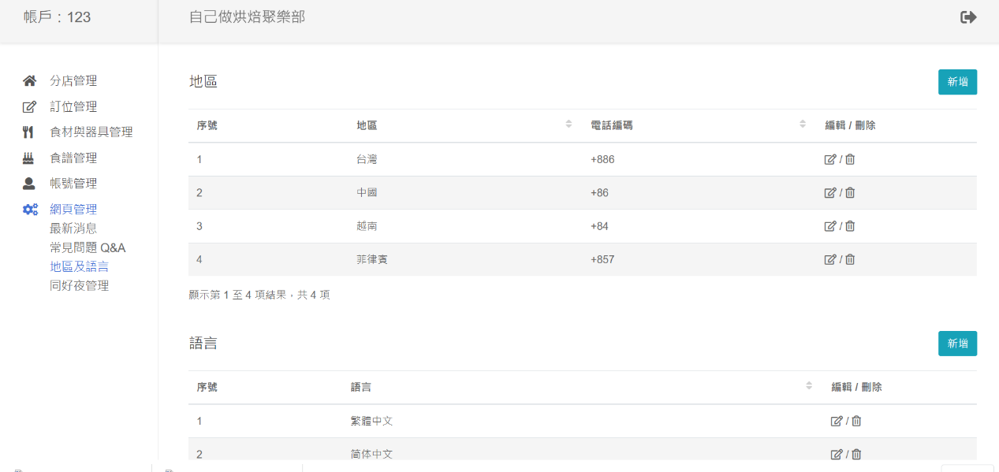 帳戶：123
自己做烘焙聚樂部
分店管理
訂位管理
食材與器具管理
食譜管理
帳號管理
網頁管理
最新消息
常見問題 Q&A
地區及語言
同好夜管理
地區
新增
序號 地區 電話編碼 編輯 / 刪除
1 台灣 +886 /
2 中國 +86 /
3 越南 +84 /
4 菲律賓 +857 /
顯示第 1 至 4 項結果，共 4 項
語言
新增
序號 語言 編輯 / 刪除
1 繁體中文 /
2 简体中文 /